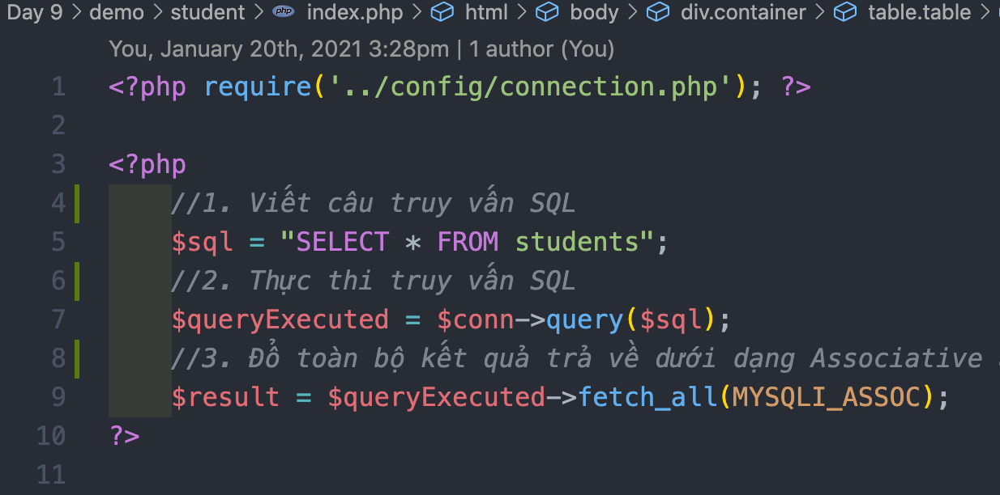 Day 9 > demo > student > php index.php > html > body > div.container > table.table >
You, January 20th, 2021 3:28pm | 1 author (You)
1 <?php require('../config/connection.php'); ?>
2
3 <?php
4 //1. Viết câu truy vấn SQL
5 $sql = "SELECT * FROM students";
6 //2. Thực thi truy vấn SQL
7 $queryExecuted = $conn->query($sql);
8 //3. Đổ toàn bộ kết quả trả về dưới dạng Associative
9 $result = $queryExecuted->fetch_all(MYSQLI_ASSOC);
10 ?>
11